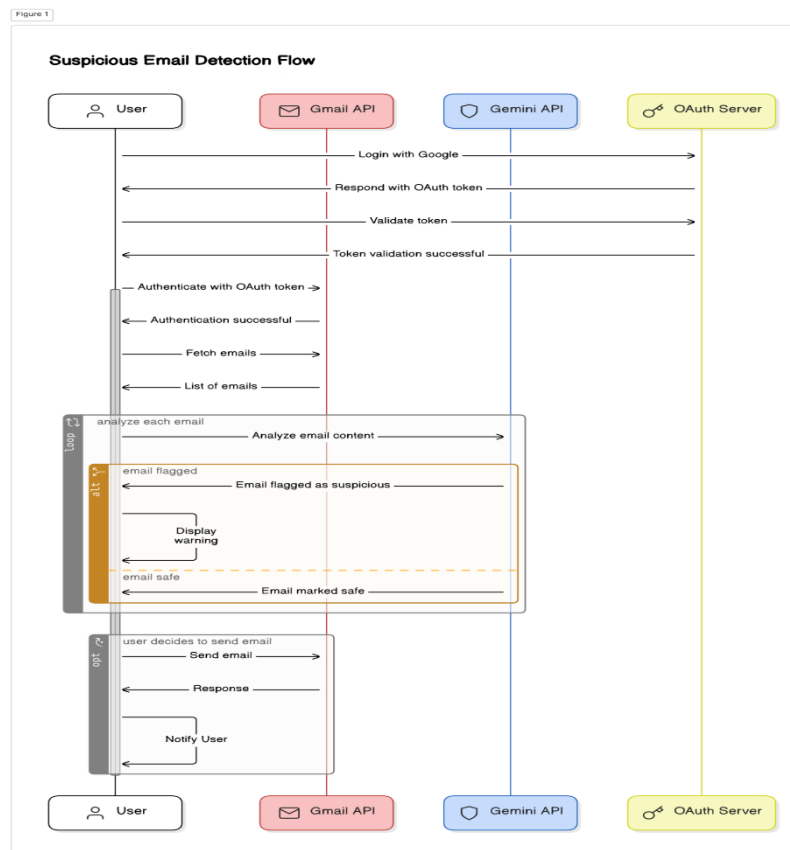 Figure 1
Suspicious Email Detection Flow
User
Gmail API
Gemini API
OAuth Server
Login with Google
Respond with OAuth token
Validate token
Token validation successful
Authenticate with OAuth token
Authentication successful
Fetch emails
List of emails
loop
analyze each email
Analyze email content
alt
email flagged
Email flagged as suspicious
Display
warning
email safe
Email marked safe
opt
user decides to send email
Send email
Response
Notify User
User
Gmail API
Gemini API
OAuth Server